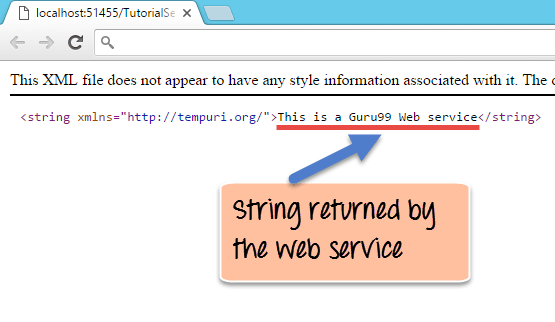 localhost:51455/TutorialSe
This XML file does not appear to have any style information associated with it. The
<string xmlns="http://tempuri.org/">This is a Guru99 Web service</string>
String returned by
the web service